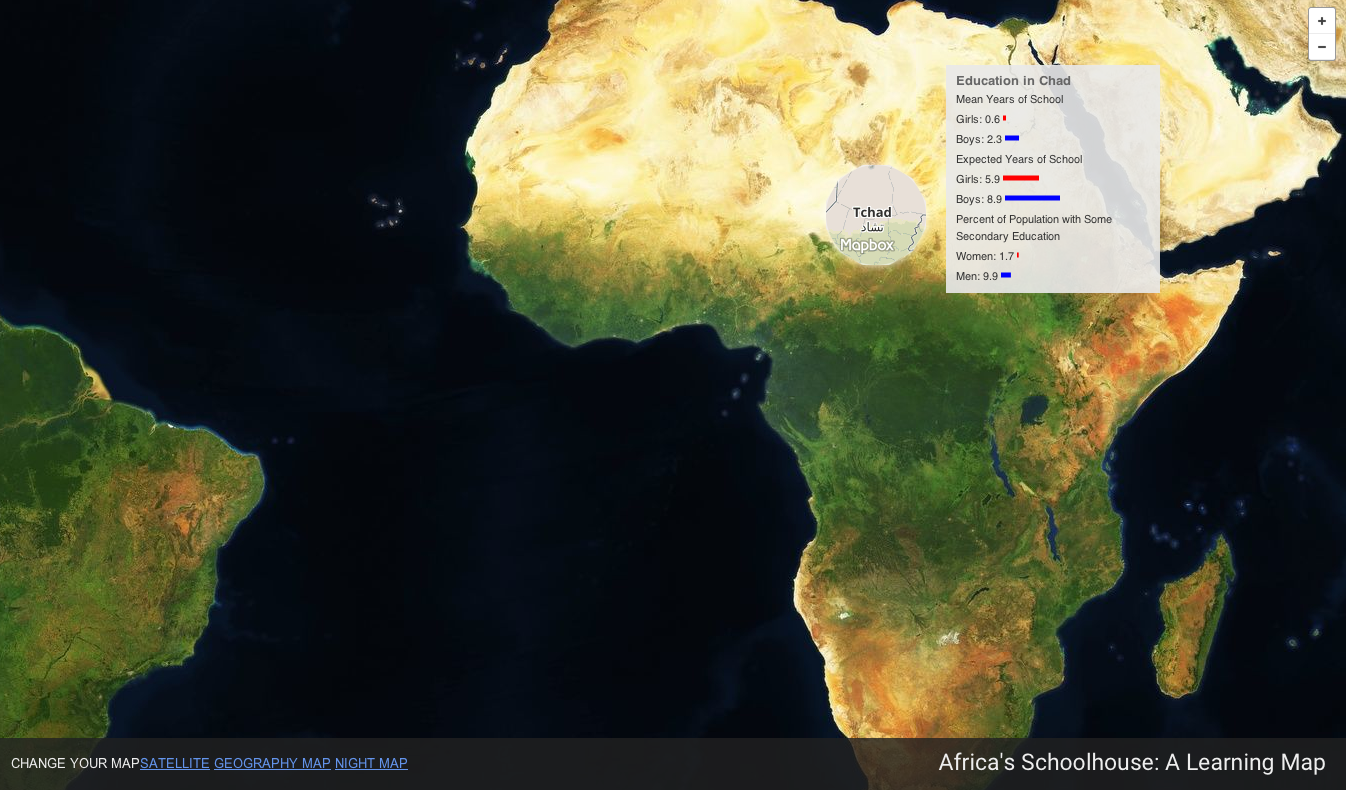 +
−
Education in Chad
Mean Years of School
Girls: 0.6
Boys: 2.3
Expected Years of School
Girls: 5.9
Boys: 8.9
Percent of Population with Some
Secondary Education
Women: 1.7
Men: 9.9
Tchad
تشاد
Mapbox
CHANGE YOUR MAPSATELLITE GEOGRAPHY MAP NIGHT MAP
Africa's Schoolhouse: A Learning Map